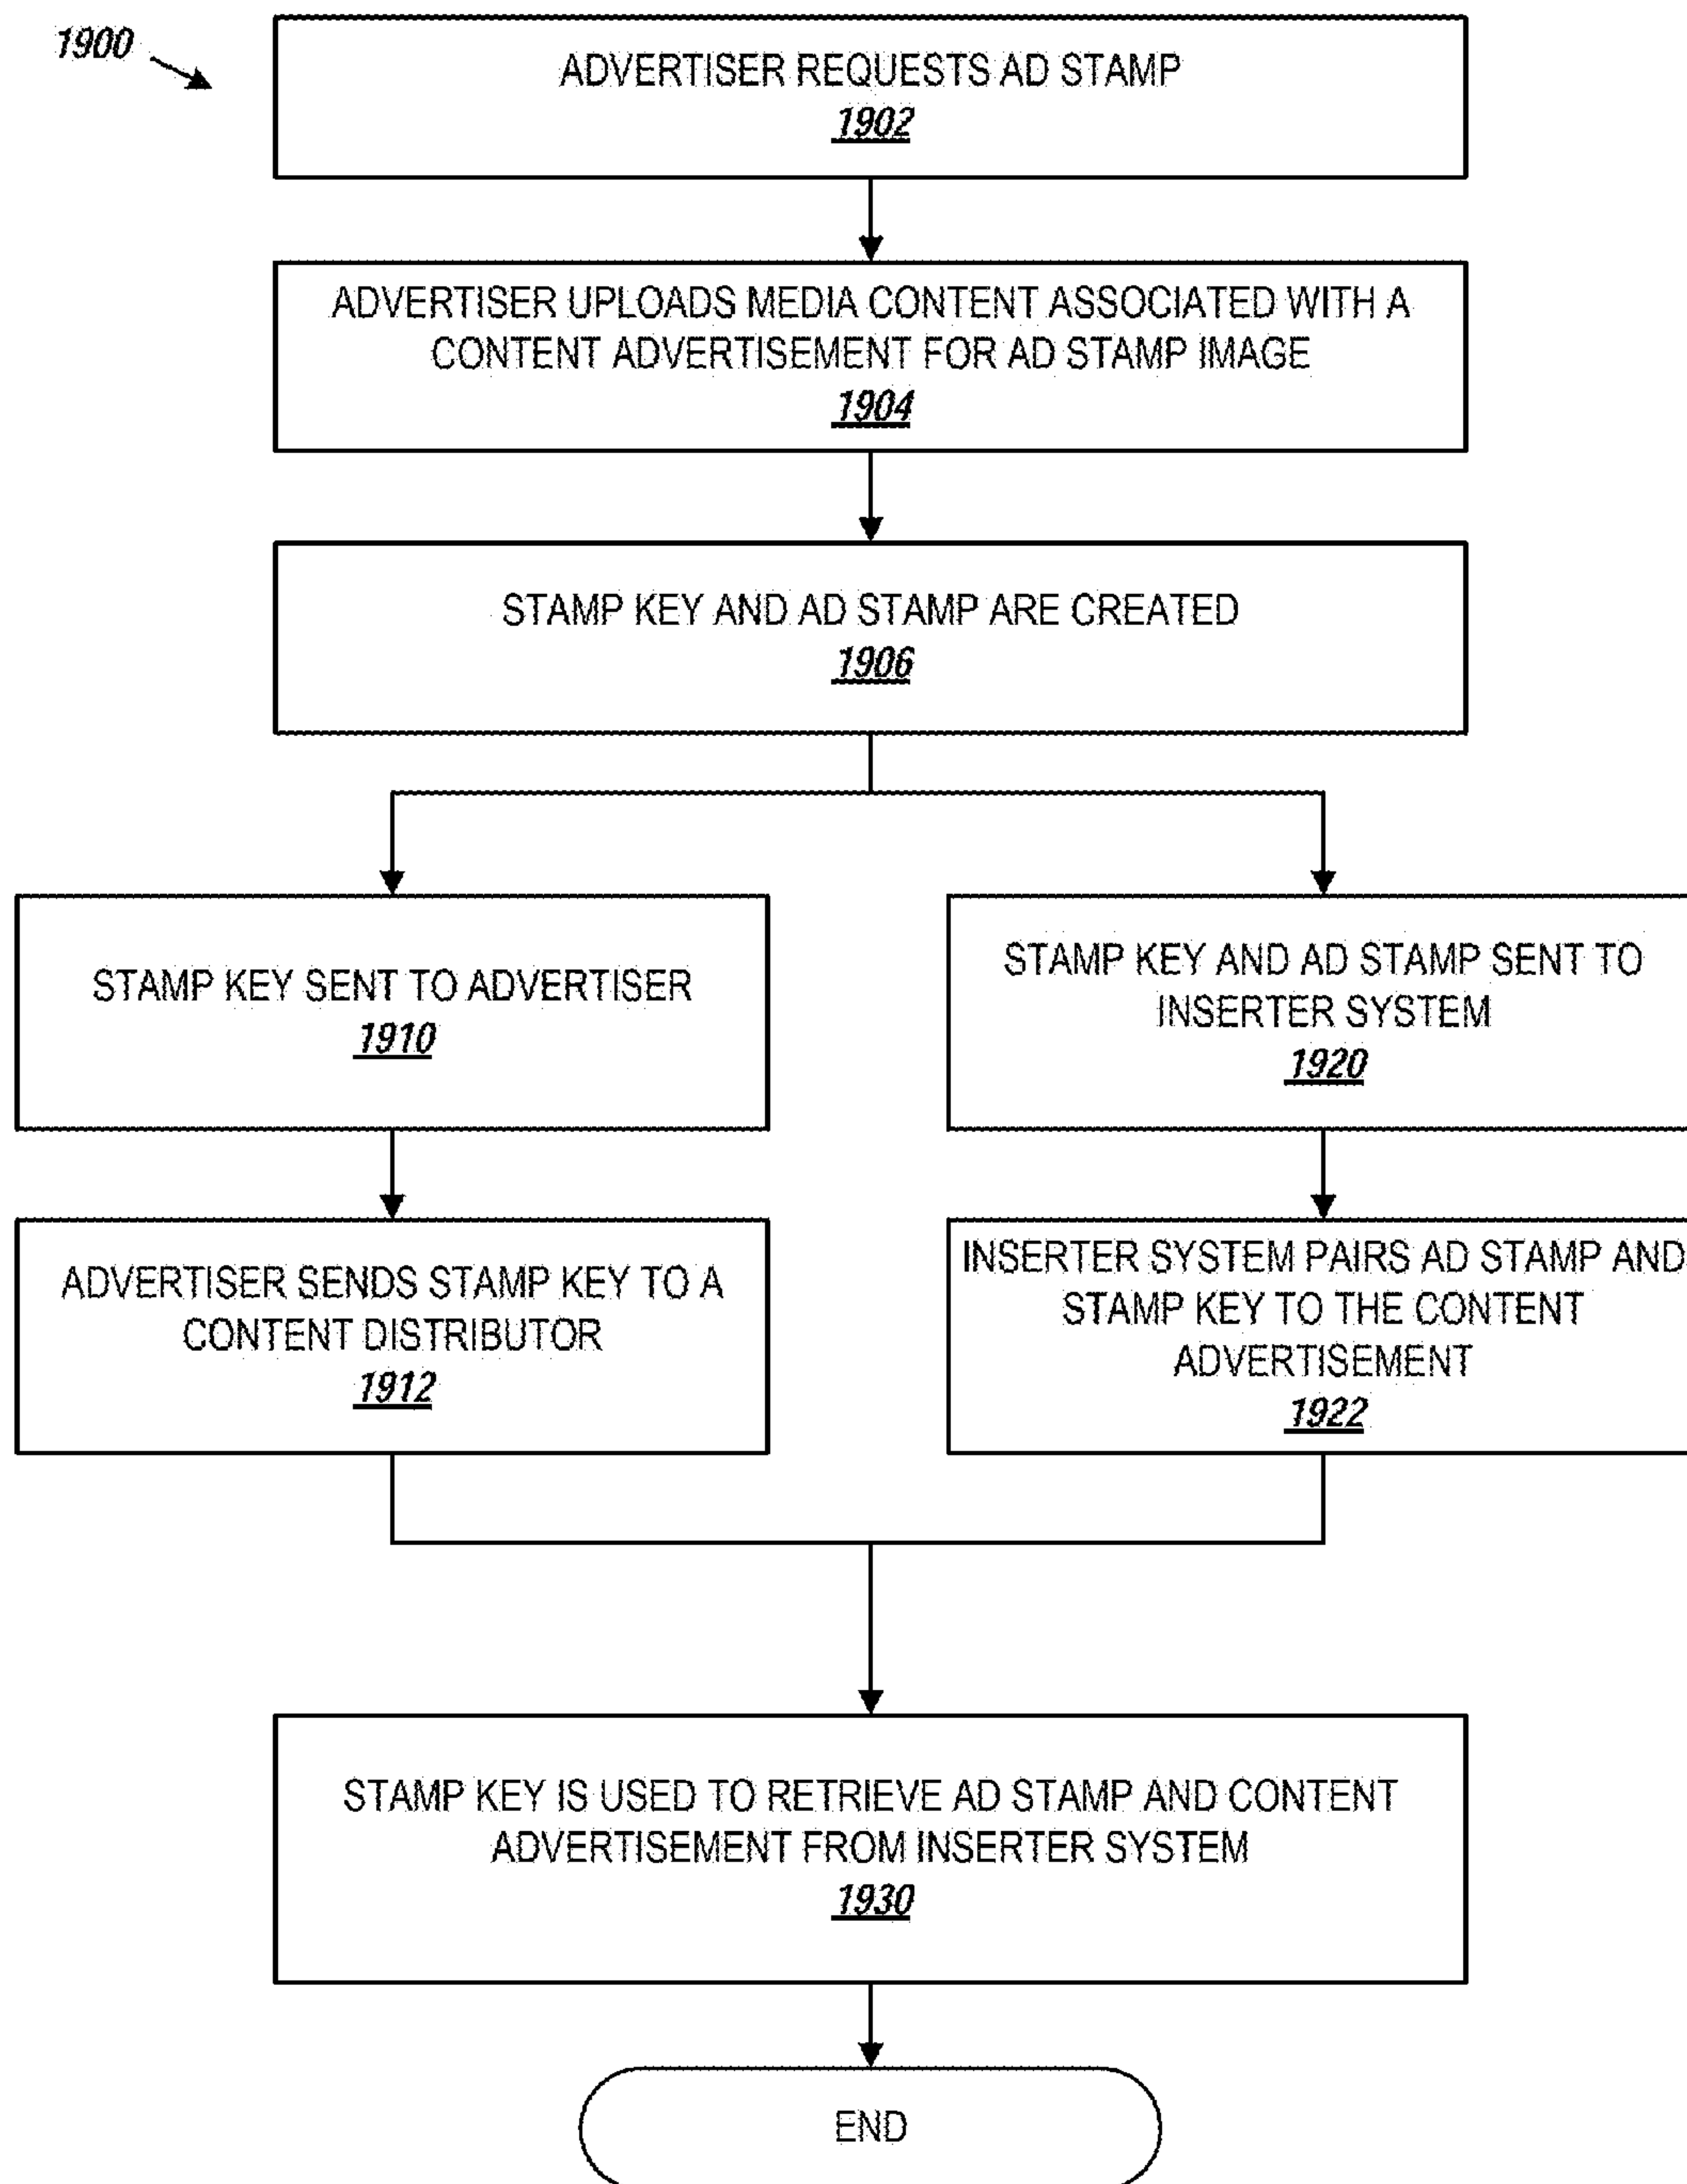 1900
ADVERTISER REQUESTS AD STAMP
1902
ADVERTISER UPLOADS MEDIA CONTENT ASSOCIATED WITH A
CONTENT ADVERTISEMENT FOR AD STAMP IMAGE
1904
STAMP KEY AND AD STAMP ARE CREATED
1906
STAMP KEY SENT TO ADVERTISER
1910
STAMP KEY AND AD STAMP SENT TO
INSERTER SYSTEM
1920
ADVERTISER SENDS STAMP KEY TO A
CONTENT DISTRIBUTOR
1912
INSERTER SYSTEM PAIRS AD STAMP AND
STAMP KEY TO THE CONTENT
ADVERTISEMENT
1922
STAMP KEY IS USED TO RETRIEVE AD STAMP AND CONTENT
ADVERTISEMENT FROM INSERTER SYSTEM
1930
END